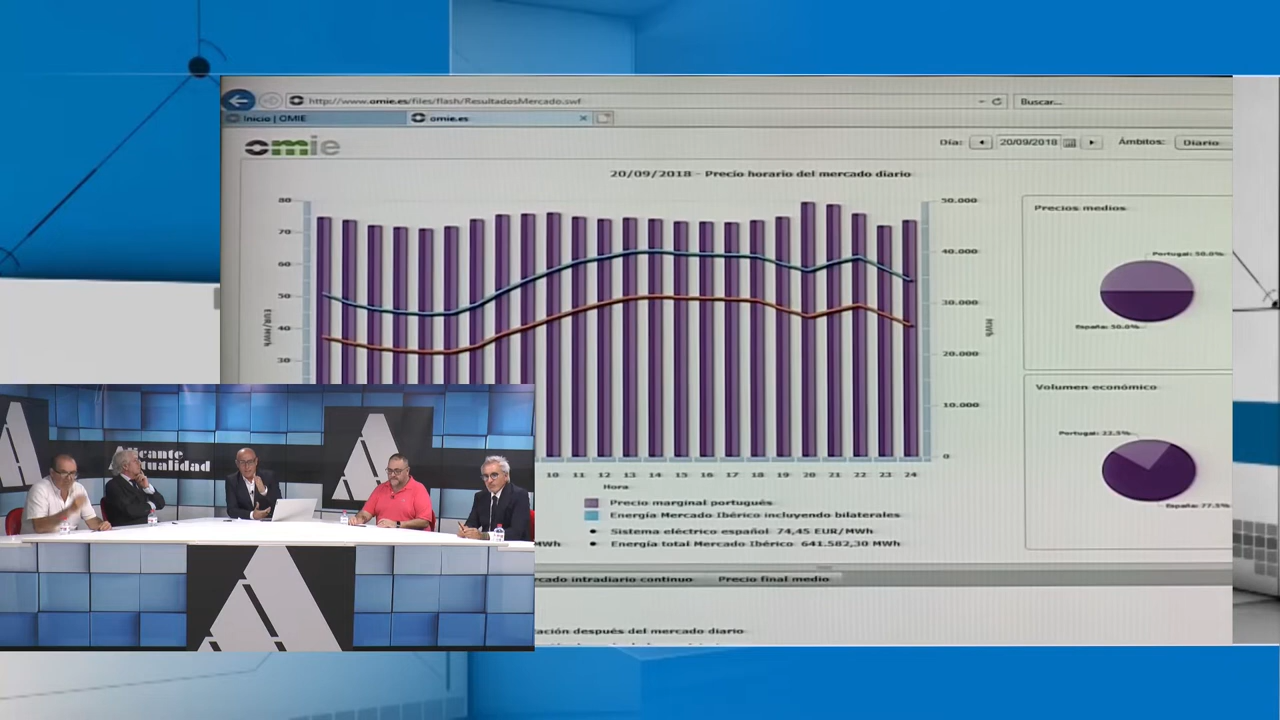 http://www.omie.es/files/flash/ResultadosMercado.swf
Buscar...
Inicio | OMIE
omie.es
omie
Día:
20/09/2018
Ámbitos:
Diario
20/09/2018 - Precio horario del mercado diario
80
70
60
50
40
30
EUR/MWh
50.000
40.000
30.000
20.000
10.000
0
MWh
10 11 12 13 14 15 16 17 18 19 20 21 22 23 24
Hora
Precio marginal portugués
Energía Mercado Ibérico incluyendo bilaterales
Sistema eléctrico español 74,45 EUR/MWh
MWh
Energía total Mercado Ibérico 641.582,30 MWh
Precios medios
Portugal: 50.0%
España: 50.0%
Volumen económico
Portugal: 22.5%
España: 77.5%
rcado intradiario continuo
Precio final medio
lación después del mercado diario
Alicante
Actualidad